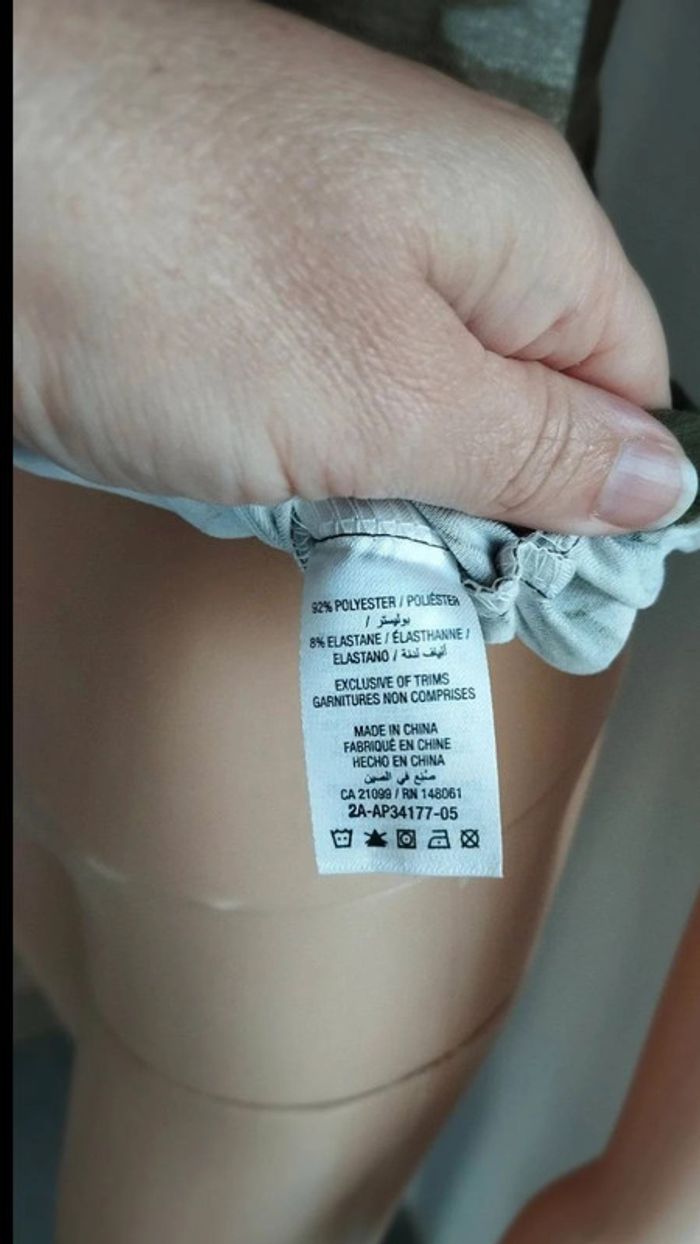 92% POLYESTER / POLIÉSTER
/ بوليستر
8% ELASTANE / ÉLASTHANNE /
ELASTANO / ألياف لدنة
EXCLUSIVE OF TRIMS
GARNITURES NON COMPRISES
MADE IN CHINA
FABRIQUÉ EN CHINE
HECHO EN CHINA
صنع في الصين
CA 21099 / RN 148061
2A-AP34177-05